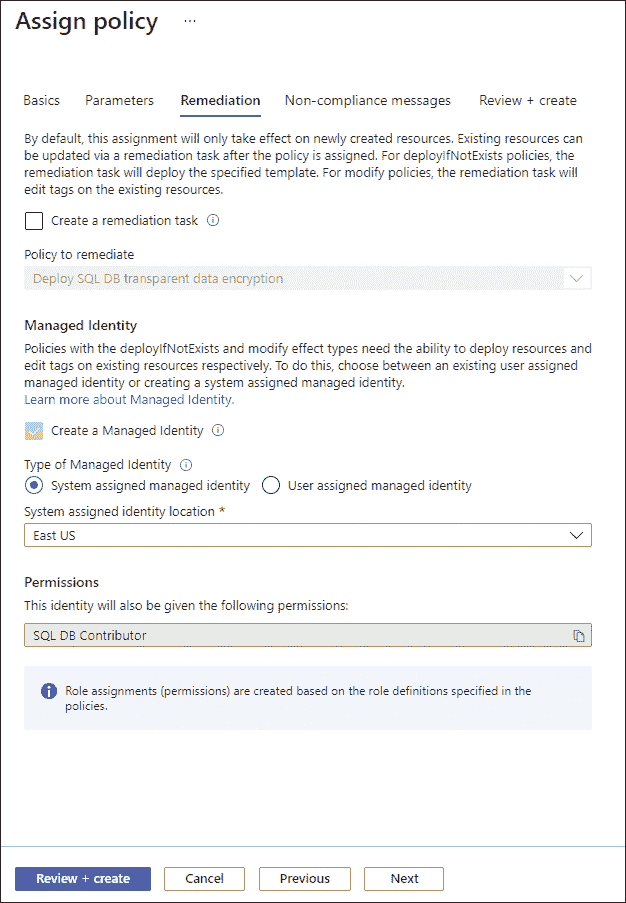 Assign policy ...
Basics Parameters Remediation Non-compliance messages Review + create
By default, this assignment will only take effect on newly created resources. Existing resources can
be updated via a remediation task after the policy is assigned. For deployIfNotExists policies, the
remediation task will deploy the specified template. For modify policies, the remediation task will
edit tags on the existing resources.
Create a remediation task
Policy to remediate
Deploy SQL DB transparent data encryption
Managed Identity
Policies with the deployIfNotExists and modify effect types need the ability to deploy resources and
edit tags on existing resources respectively. To do this, choose between an existing user assigned
managed identity or creating a system assigned managed identity.
Learn more about Managed Identity.
Create a Managed Identity
Type of Managed Identity
System assigned managed identity User assigned managed identity
System assigned identity location *
East US
Permissions
This identity will also be given the following permissions:
SQL DB Contributor
Role assignments (permissions) are created based on the role definitions specified in the
policies.
Review + create Cancel Previous Next